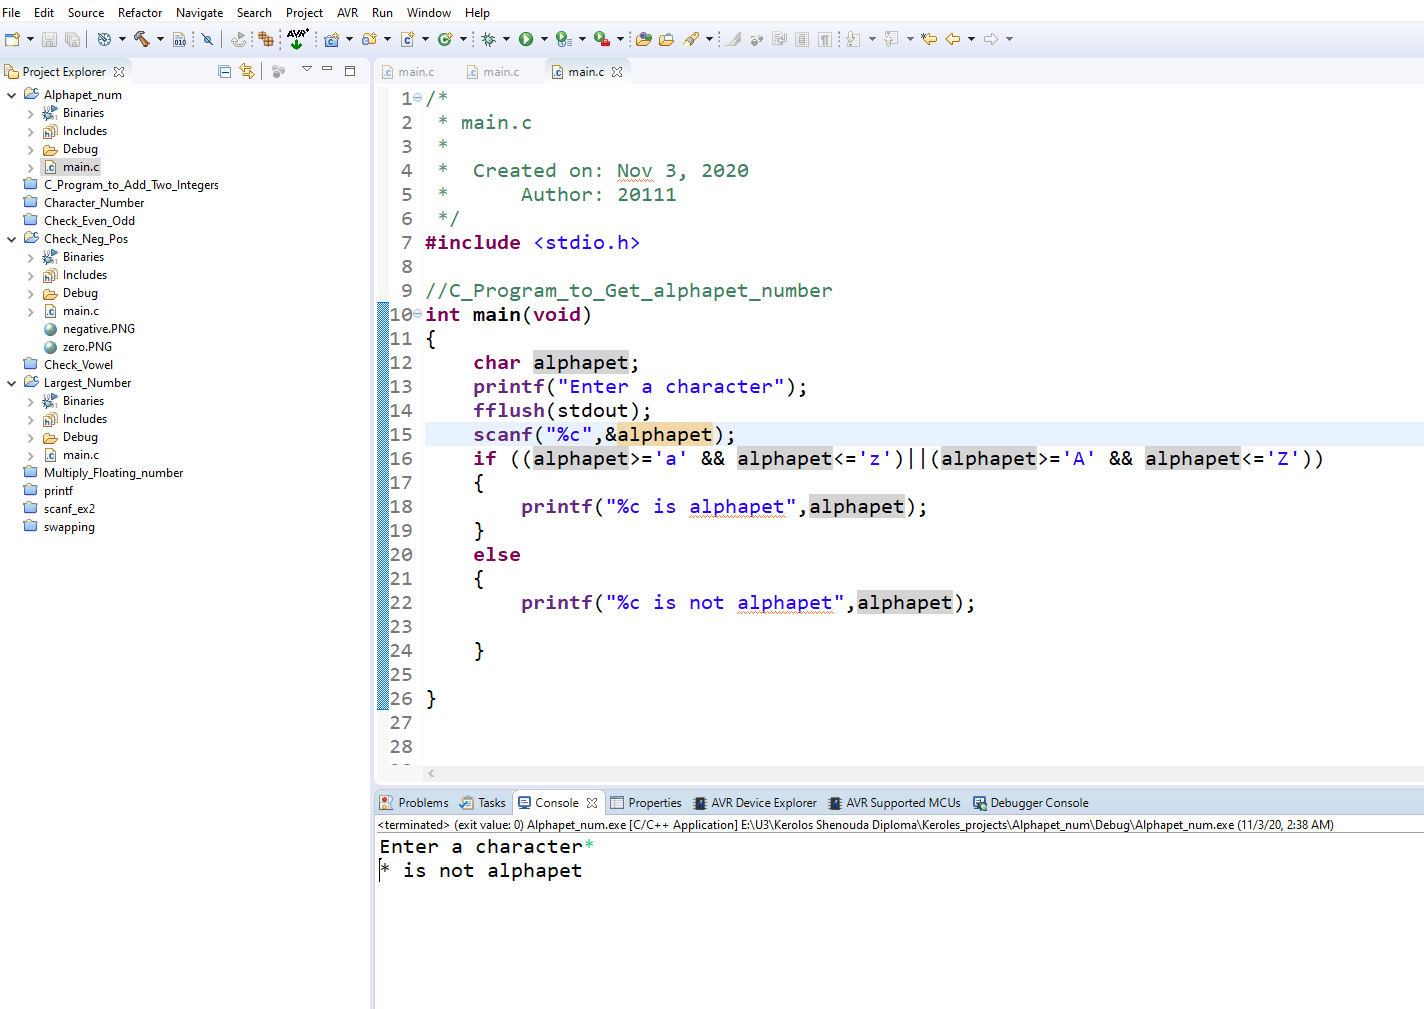 File Edit Source Refactor Navigate Search Project AVR Run Window Help
Project Explorer
Alphapet_num
Binaries
Includes
Debug
main.c
C_Program_to_Add_Two_Integers
Character_Number
Check_Even_Odd
Check_Neg_Pos
Binaries
Includes
Debug
main.c
negative.PNG
zero.PNG
Check_Vowel
Largest_Number
Binaries
Includes
Debug
main.c
Multiply_Floating_number
printf
scanf_ex2
swapping
main.c main.c main.c
1 /*
2 * main.c
3 *
4 * Created on: Nov 3, 2020
5 * Author: 20111
6 */
7 #include <stdio.h>
8
9 //C_Program_to_Get_alphapet_number
10 int main(void)
11 {
12 char alphapet;
13 printf("Enter a character");
14 fflush(stdout);
15 scanf("%c",&alphapet);
16 if ((alphapet>='a' && alphapet<='z')||(alphapet>='A' && alphapet<='Z'))
17 {
18 printf("%c is alphapet",alphapet);
19 }
20 else
21 {
22 printf("%c is not alphapet",alphapet);
23
24 }
25
26 }
27
28
Problems Tasks Console Properties AVR Device Explorer AVR Supported MCUs Debugger Console
<terminated> (exit value: 0) Alphapet_num.exe [C/C++ Application] E:\U3\Kerolos Shenouda Diploma\Keroles_projects\Alphapet_num\Debug\Alphapet_num.exe (11/3/20, 2:38 AM)
Enter a character*
* is not alphapet